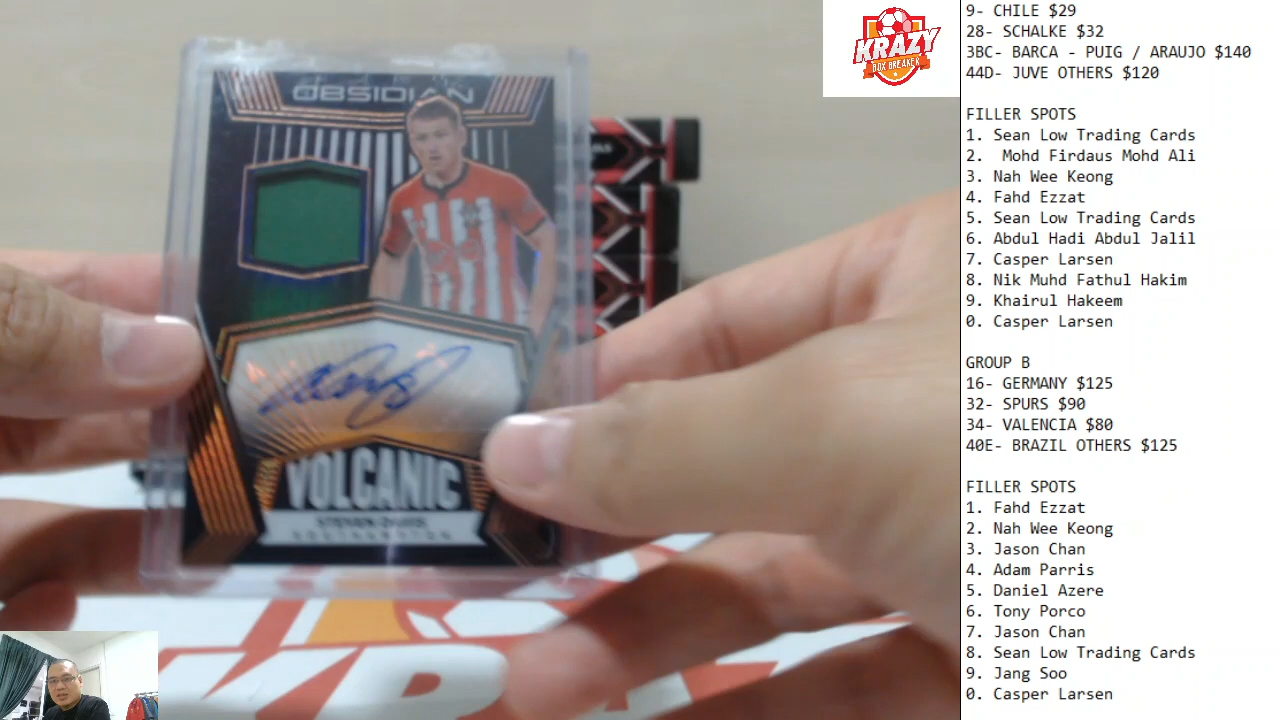 9- CHILE $29
28- SCHALKE $32
3BC- BARCA - PUIG / ARAUJO $140
44D- JUVE OTHERS $120
FILLER SPOTS
1. Sean Low Trading Cards
2. Mohd Firdaus Mohd Ali
3. Nah Wee Keong
4. Fahd Ezzat
5. Sean Low Trading Cards
6. Abdul Hadi Abdul Jalil
7. Casper Larsen
8. Nik Muhd Fathul Hakim
9. Khairul Hakeem
0. Casper Larsen
GROUP B
16- GERMANY $125
32- SPURS $90
34- VALENCIA $80
40E- BRAZIL OTHERS $125
FILLER SPOTS
1. Fahd Ezzat
2. Nah Wee Keong
3. Jason Chan
4. Adam Parris
5. Daniel Azere
6. Tony Porco
7. Jason Chan
8. Sean Low Trading Cards
9. Jang Soo
0. Casper Larsen
KRAZY
BOX BREAKER
OBSIDIAN
VOLCANIC
STEVEN DAVIS
SOUTHAMPTON